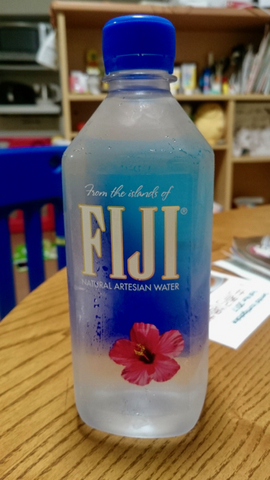 From the islands of
FIJI®
NATURAL ARTESIAN WATER